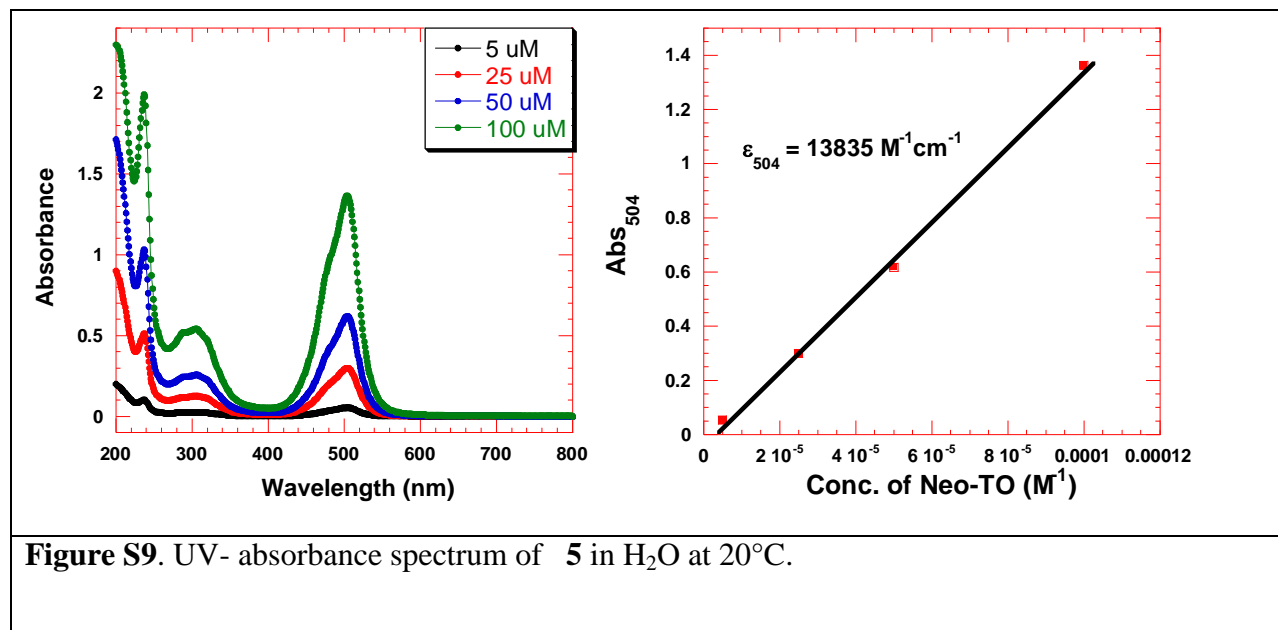 5 uM
25 uM
50 uM
100 uM
2
1.5
1
0.5
0
Absorbance
200 300 400 500 600 700 800
Wavelength (nm)
1.4
1.2
1
0.8
0.6
0.4
0.2
0
Abs₅₀₄
ε₅₀₄ = 13835 M⁻¹cm⁻¹
0 2 10⁻⁵ 4 10⁻⁵ 6 10⁻⁵ 8 10⁻⁵ 0.0001 0.00012
Conc. of Neo-TO (M⁻¹)
Figure S9. UV- absorbance spectrum of 5 in H₂O at 20°C.